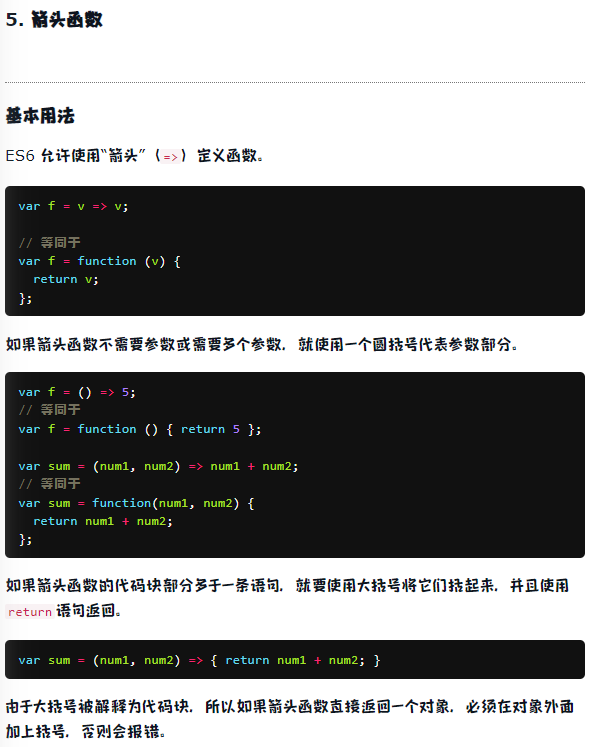 5. 箭头函数
基本用法
ES6 允许使用“箭头”（=>）定义函数。
var f = v => v;
// 等同于
var f = function (v) {
  return v;
};
如果箭头函数不需要参数或需要多个参数，就使用一个圆括号代表参数部分。
var f = () => 5;
// 等同于
var f = function () { return 5 };
var sum = (num1, num2) => num1 + num2;
// 等同于
var sum = function(num1, num2) {
  return num1 + num2;
};
如果箭头函数的代码块部分多于一条语句，就要使用大括号将它们括起来，并且使用
return语句返回。
var sum = (num1, num2) => { return num1 + num2; }
由于大括号被解释为代码块，所以如果箭头函数直接返回一个对象，必须在对象外面
加上括号，否则会报错。